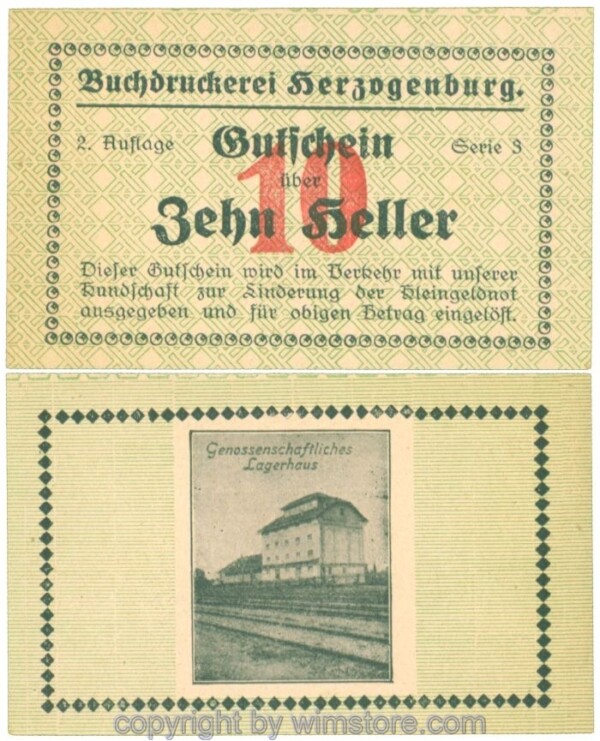 Buchdruckerei Herzogenburg.
2. Auflage Gutschein Serie 3
10
über
Zehn Heller
Dieser Gutschein wird im Verkehr mit unserer
Kundschaft zur Linderung der Kleingeldnot
ausgegeben und für obigen Betrag eingelöst.
Genossenschaftliches
Lagerhaus
copyright by wimstore.com